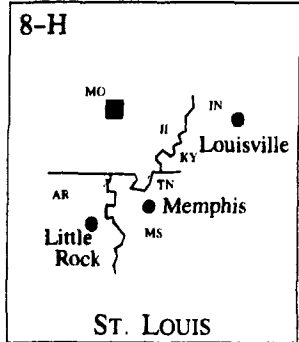 8-H
MO
IN
Il
Louisville
KY
TN
AR
Memphis
Little
Rock
MS
ST. LOUIS